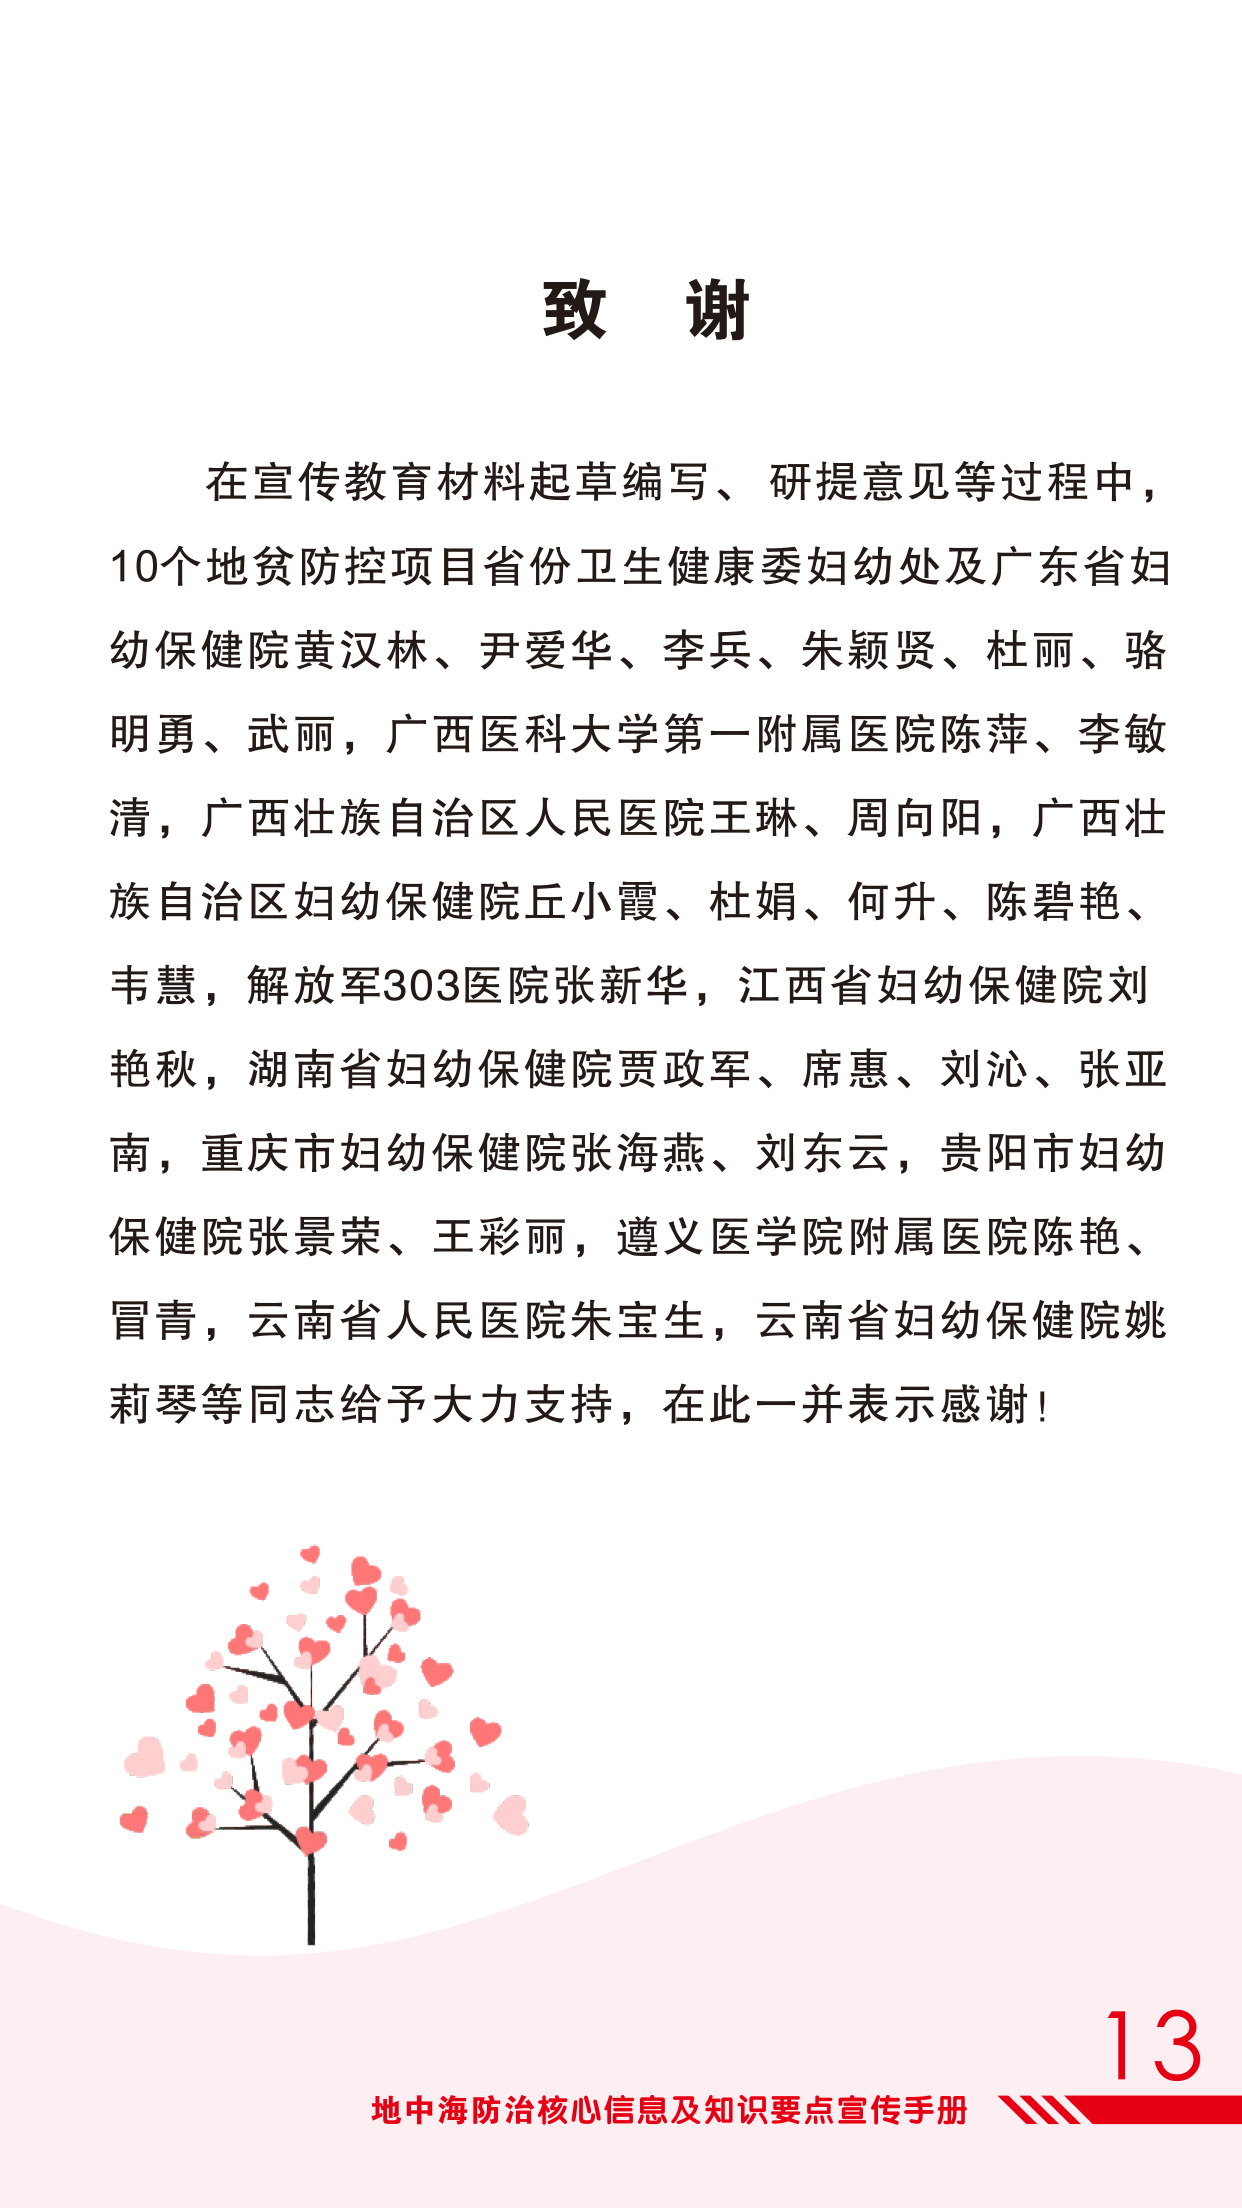 致 谢
在宣传教育材料起草编写、 研提意见等过程中，
10个地贫防控项目省份卫生健康委妇幼处及广东省妇
幼保健院黄汉林、尹爱华、李兵、朱颖贤、杜丽、骆
明勇、武丽，广西医科大学第一附属医院陈萍、李敏
清，广西壮族自治区人民医院王琳、周向阳，广西壮
族自治区妇幼保健院丘小霞、杜娟、何升、陈碧艳、
韦慧，解放军303医院张新华，江西省妇幼保健院刘
艳秋，湖南省妇幼保健院贾政军、席惠、刘沁、张亚
南，重庆市妇幼保健院张海燕、刘东云，贵阳市妇幼
保健院张景荣、王彩丽，遵义医学院附属医院陈艳、
冒青，云南省人民医院朱宝生，云南省妇幼保健院姚
莉琴等同志给予大力支持，在此一并表示感谢！
13
地中海防治核心信息及知识要点宣传手册